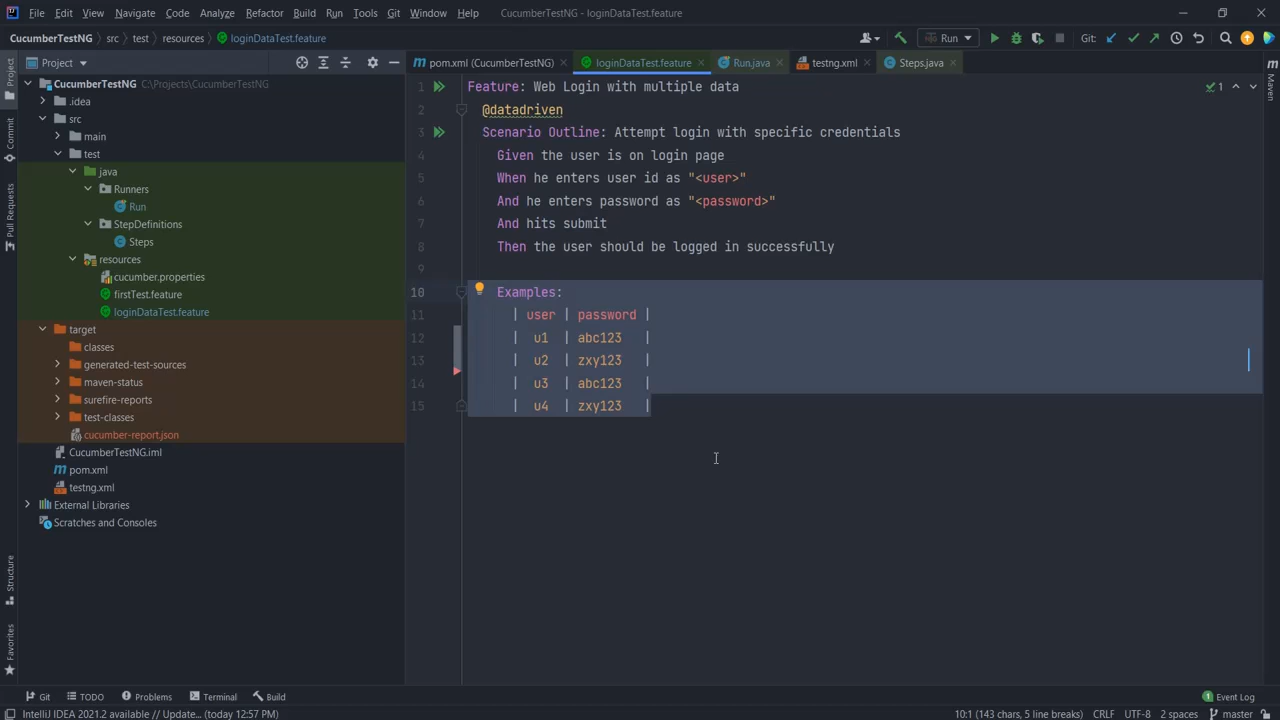 File Edit View Navigate Code Analyze Refactor Build Run Tools Git Window Help CucumberTestNG - loginDataTest.feature
CucumberTestNG src test resources loginDataTest.feature Run Git:
Project
pom.xml (CucumberTestNG) loginDataTest.feature Run.java testng.xml Steps.java
Project
Commit
Pull Requests
Structure
Favorites
Maven
CucumberTestNG C:\Projects\CucumberTestNG
.idea
src
main
test
java
Runners
Run
StepDefinitions
Steps
resources
cucumber.properties
firstTest.feature
loginDataTest.feature
target
classes
generated-test-sources
maven-status
surefire-reports
test-classes
cucumber-report.json
CucumberTestNG.iml
pom.xml
testng.xml
External Libraries
Scratches and Consoles
1 Feature: Web Login with multiple data 1
2 @datadriven
3 Scenario Outline: Attempt login with specific credentials
4 Given the user is on login page
5 When he enters user id as "<user>"
6 And he enters password as "<password>"
7 And hits submit
8 Then the user should be logged in successfully
9
10 Examples:
11 | user | password |
12 | u1 | abc123 |
13 | u2 | zxy123 |
14 | u3 | abc123 |
15 | u4 | zxy123 |
Git TODO Problems Terminal Build 1 Event Log
IntelliJ IDEA 2021.2 available // Update... (today 12:57 PM) 10:1 (143 chars, 5 line breaks) CRLF UTF-8 2 spaces master